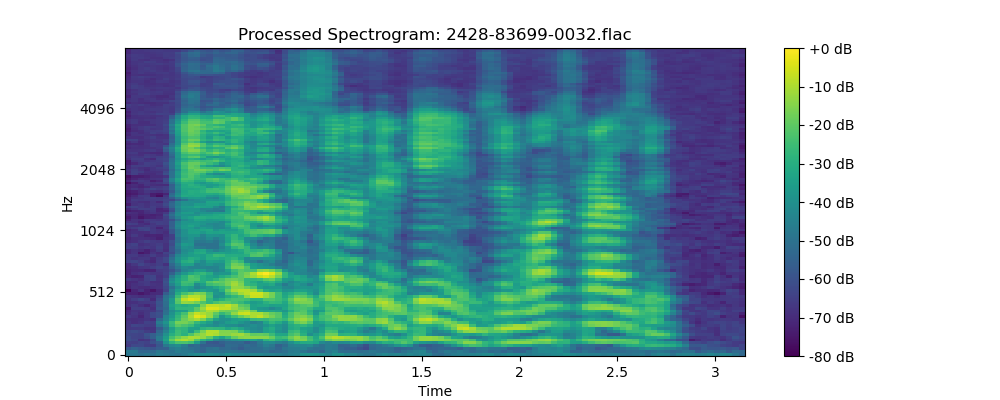 Processed Spectrogram: 2428-83699-0032.flac
Hz
4096
2048
1024
512
0
0 0.5 1 1.5 2 2.5 3
Time
+0 dB
-10 dB
-20 dB
-30 dB
-40 dB
-50 dB
-60 dB
-70 dB
-80 dB